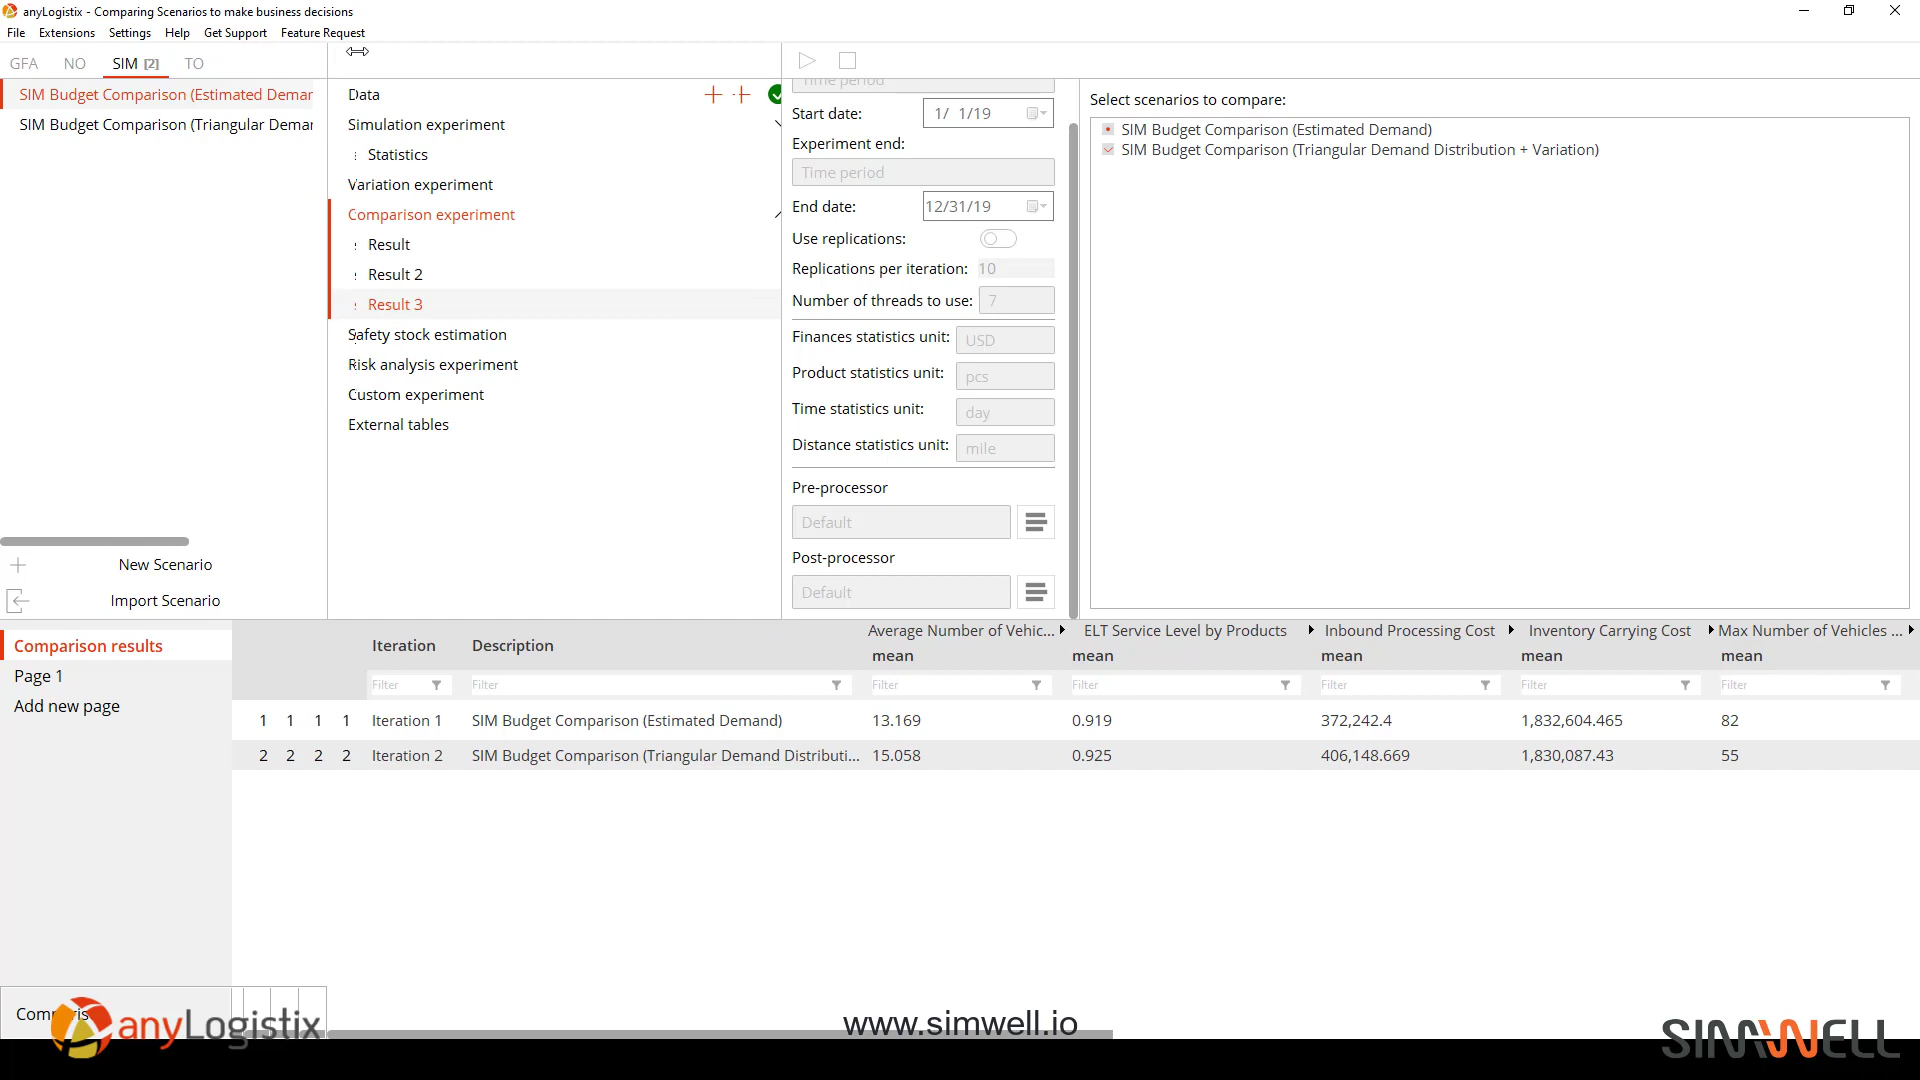 anyLogistix - Comparing Scenarios to make business decisions
File Extensions Settings Help Get Support Feature Request
GFA NO SIM [2] TO
SIM Budget Comparison (Estimated Demar
SIM Budget Comparison (Triangular Demar
New Scenario
Import Scenario
Data
Simulation experiment
Statistics
Variation experiment
Comparison experiment
Result
Result 2
Result 3
Safety stock estimation
Risk analysis experiment
Custom experiment
External tables
Time period
Start date: 1/ 1/19
Experiment end:
Time period
End date: 12/31/19
Use replications:
Replications per iteration: 10
Number of threads to use: 7
Finances statistics unit: USD
Product statistics unit: pcs
Time statistics unit: day
Distance statistics unit: mile
Pre-processor
Default
Post-processor
Default
Select scenarios to compare:
SIM Budget Comparison (Estimated Demand)
SIM Budget Comparison (Triangular Demand Distribution + Variation)
Comparison results
Page 1
Add new page
Iteration Description Average Number of Vehic... ELT Service Level by Products Inbound Processing Cost Inventory Carrying Cost Max Number of Vehicles ...
mean mean mean mean mean
Filter Filter Filter Filter Filter Filter Filter
1 1 1 1 Iteration 1 SIM Budget Comparison (Estimated Demand) 13.169 0.919 372,242.4 1,832,604.465 82
2 2 2 2 Iteration 2 SIM Budget Comparison (Triangular Demand Distributi... 15.058 0.925 406,148.669 1,830,087.43 55
anyLogistix
www.simwell.io
SIMWELL